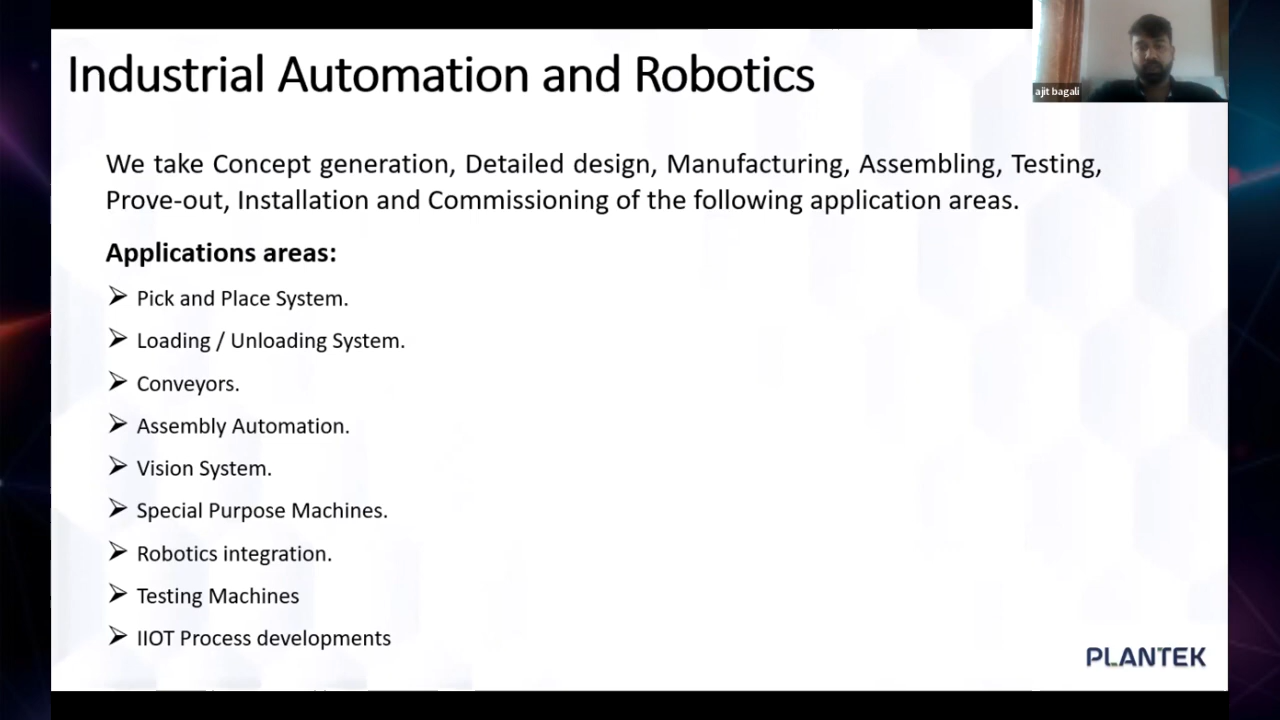 Industrial Automation and Robotics
ajit bagali
We take Concept generation, Detailed design, Manufacturing, Assembling, Testing,
Prove-out, Installation and Commissioning of the following application areas.
Applications areas:
Pick and Place System.
Loading / Unloading System.
Conveyors.
Assembly Automation.
Vision System.
Special Purpose Machines.
Robotics integration.
Testing Machines
IIOT Process developments
PLANTEK